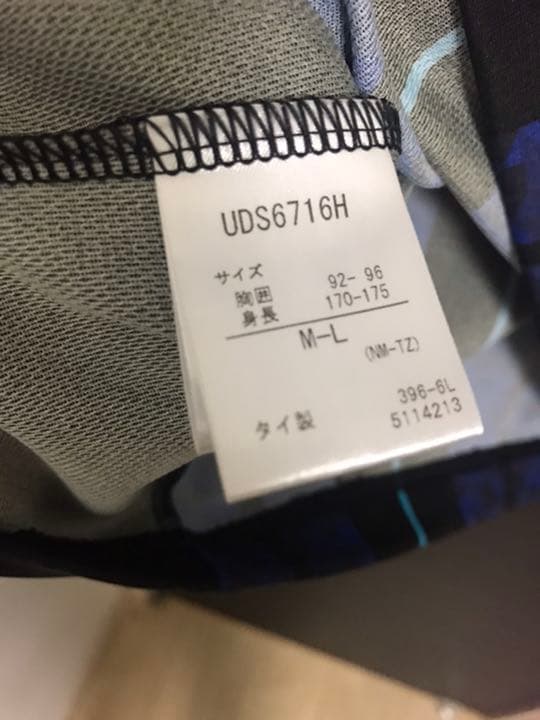 UDS6716H
サイズ
胸囲 92- 96
身長 170-175
M-L
(NM-TZ)
396-6L
タイ製 5114213